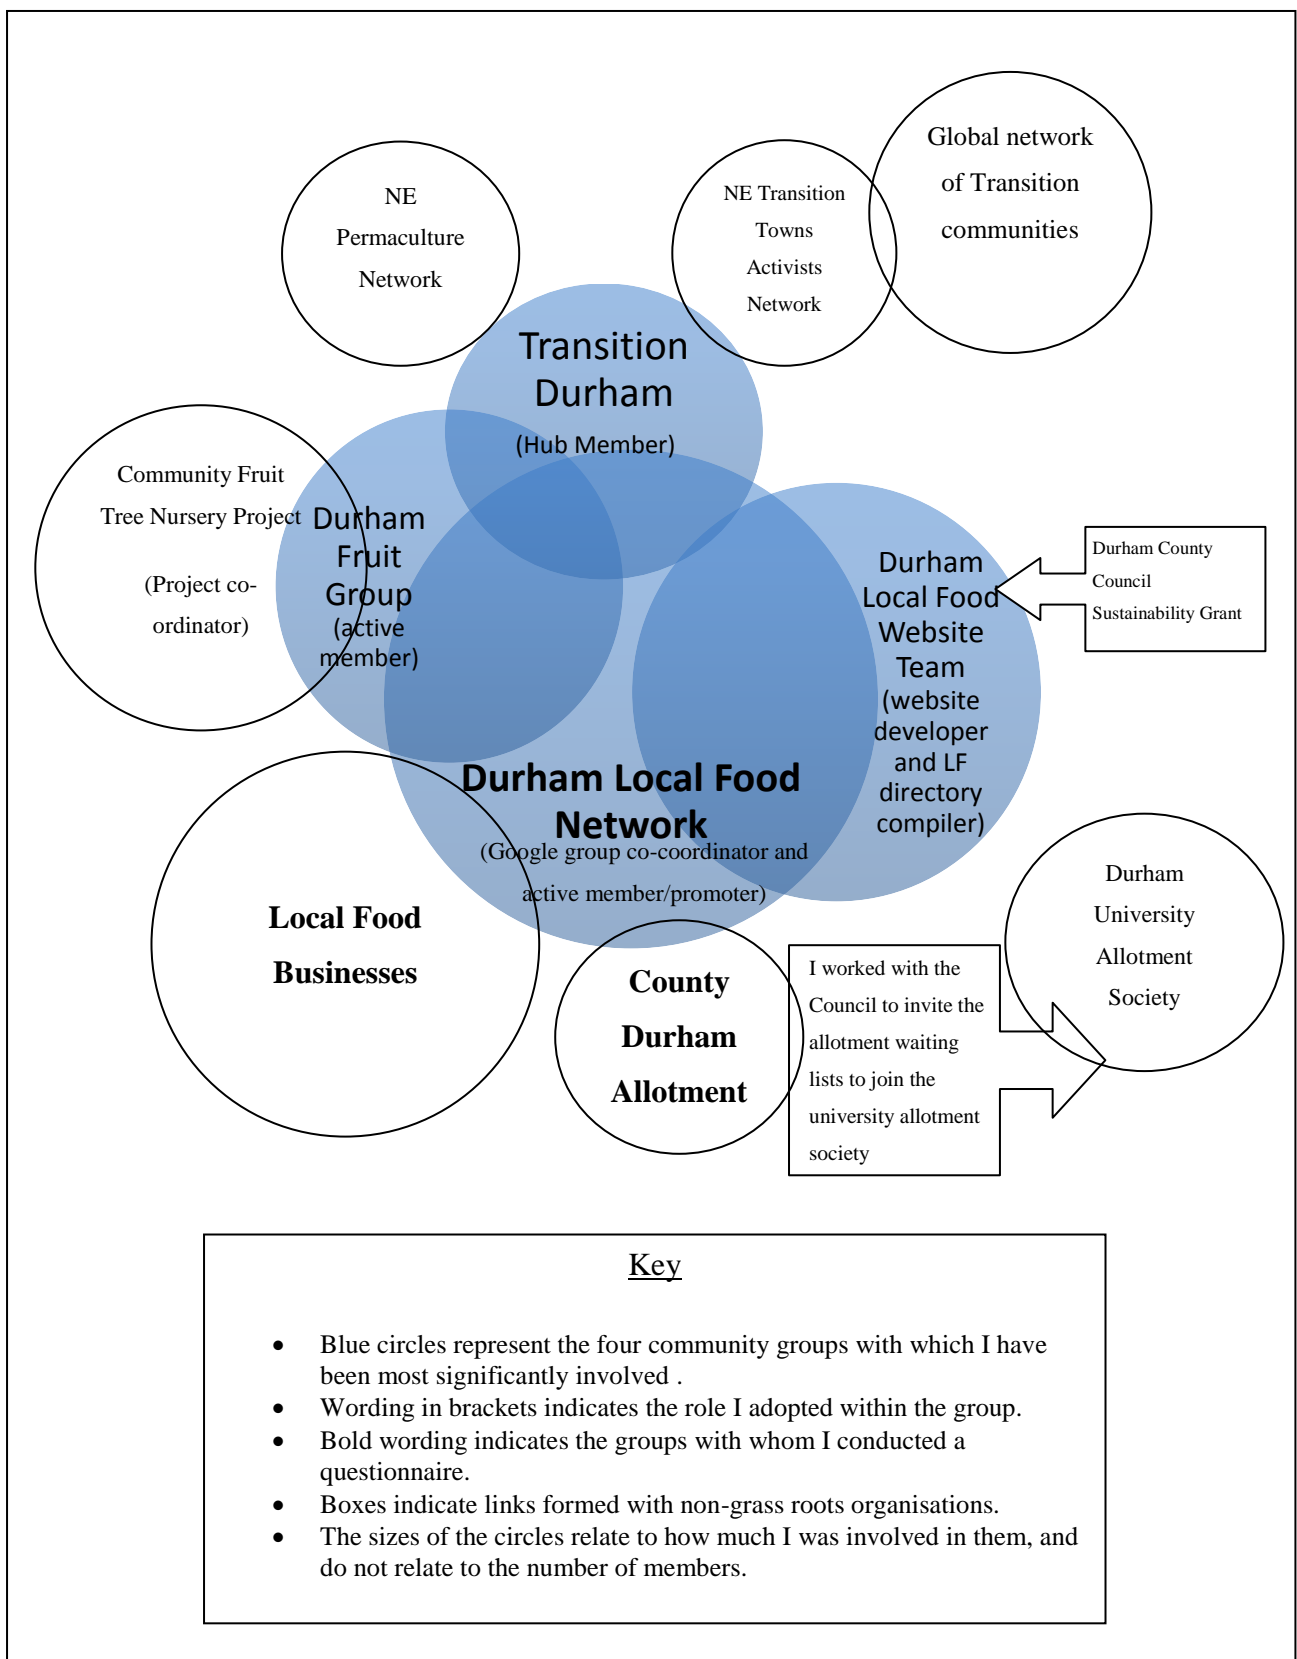 Global network
of Transition
communities
NE
Permaculture
Network
NE Transition
Towns
Activists
Network
Transition
Durham
(Hub Member)
Community Fruit
Tree Nursery Project
(Project co-
ordinator)
Durham
Fruit
Group
(active
member)
Durham
Local Food
Website
Team
(website
developer
and LF
directory
compiler)
Durham County
Council
Sustainability Grant
Durham Local Food
Network
(Google group co-coordinator and
active member/promoter)
Local Food
Businesses
County
Durham
Allotment
I worked with the
Council to invite the
allotment waiting
lists to join the
university allotment
society
Durham
University
Allotment
Society
Key
• Blue circles represent the four community groups with which I have
been most significantly involved .
• Wording in brackets indicates the role I adopted within the group.
• Bold wording indicates the groups with whom I conducted a
questionnaire.
• Boxes indicate links formed with non-grass roots organisations.
• The sizes of the circles relate to how much I was involved in them, and
do not relate to the number of members.